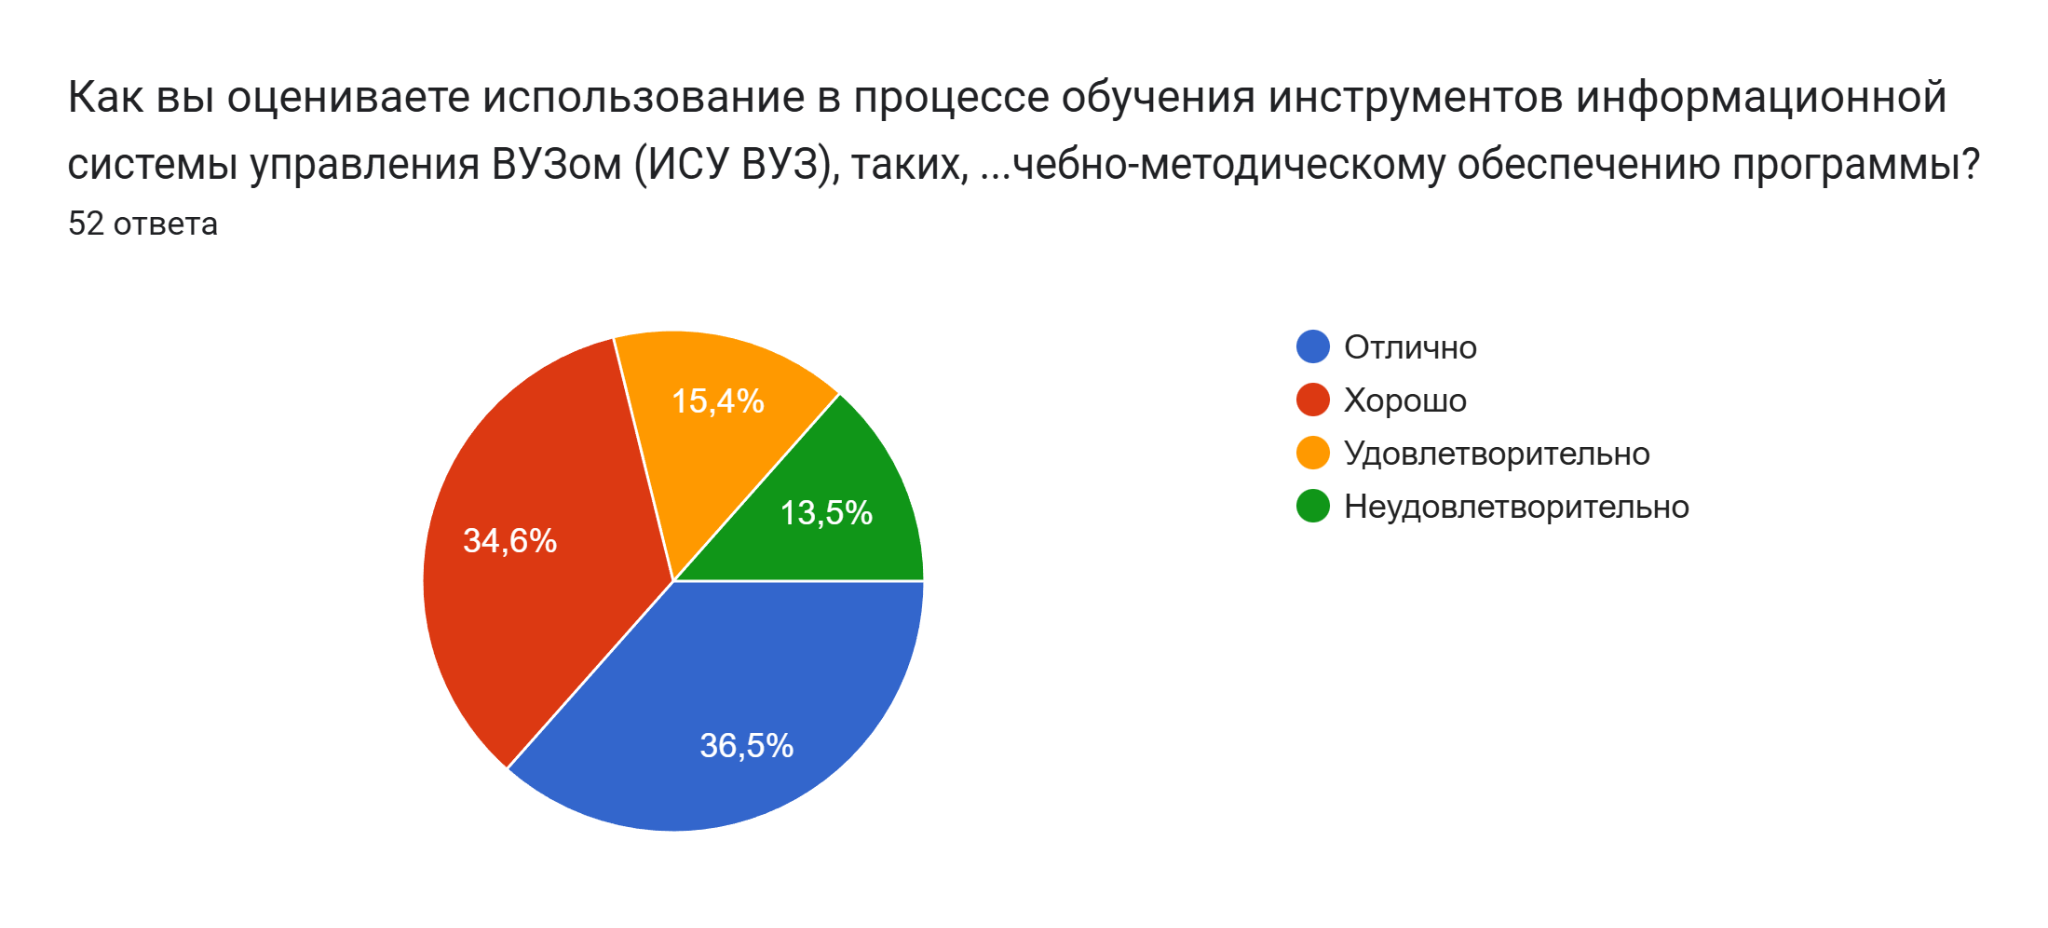 Как вы оцениваете использование в процессе обучения инструментов информационной
системы управления ВУЗом (ИСУ ВУЗ), таких, ...чебно-методическому обеспечению программы?
52 ответа
Отлично
Хорошо
Удовлетворительно
Неудовлетворительно
15,4%
13,5%
34,6%
36,5%